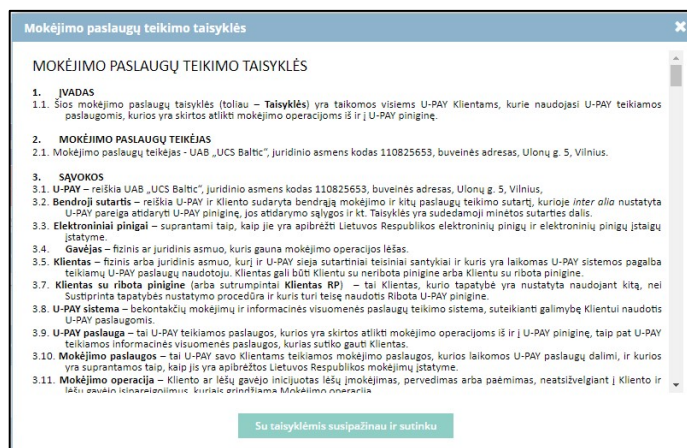 Mokėjimo paslaugų teikimo taisyklės
MOKĖJIMO PASLAUGŲ TEIKIMO TAISYKLĖS
1. ĮVADAS
1.1. Šios mokėjimo paslaugų taisyklės (toliau – Taisyklės) yra taikomos visiems U-PAY Klientams, kurie naudojasi U-PAY teikiamos
paslaugomis, kurios yra skirtos atlikti mokėjimo operacijoms iš ir į U-PAY piniginę.
2. MOKĖJIMO PASLAUGŲ TEIKĖJAS
2.1. Mokėjimo paslaugų teikėjas - UAB „UCS Baltic“, juridinio asmens kodas 110825653, buveinės adresas, Ulonų g. 5, Vilnius.
3. SĄVOKOS
3.1. U-PAY – reiškia UAB „UCS Baltic“, juridinio asmens kodas 110825653, buveinės adresas, Ulonų g. 5, Vilnius,
3.2. Bendroji sutartis – reiškia U-PAY ir Kliento sudaryta bendrąją mokėjimo ir kitų paslaugų teikimo sutartį, kurioje inter alia nustatyta
U-PAY pareiga atidaryti U-PAY piniginę, jos atidarymo sąlygos ir kt. Taisyklės yra sudedamoji minėtos sutarties dalis.
3.3. Elektroniniai pinigai – suprantami taip, kaip jie yra apibrėžti Lietuvos Respublikos elektroninių pinigų ir elektroninių pinigų įstaigų
įstatyme.
3.4. Gavėjas – fizinis ar juridinis asmuo, kuris gauna mokėjimo operacijos lėšas.
3.5. Klientas – fizinis arba juridinis asmuo, kurį ir U-PAY sieja sutartiniai teisiniai santykiai ir kuris yra laikomas U-PAY sistemos pagalba
teikiamų U-PAY paslaugų naudotoju. Klientas gali būti Klientu su neribota pinigine arba Klientu su ribota pinigine.
3.7. Klientas su ribota pinigine (arba sutrumpintai Klientas RP) – tai Klientas, kurio tapatybė yra nustatyta naudojant kitą, nei
Sustiprinta tapatybės nustatymo procedūra ir kuris turi teisę naudotis Ribota U-PAY piniginę.
3.8. U-PAY sistema – bekontakčių mokėjimų ir informacinės visuomenės paslaugų teikimo sistema, suteikianti galimybę Klientui naudotis
U-PAY paslaugomis.
3.9. U-PAY paslauga – tai U-PAY teikiamos paslaugos, kurios yra skirtos atlikti mokėjimo operacijoms iš ir į U-PAY piniginę, taip pat U-PAY
teikiamos informacinės visuomenės paslaugos, kurias sutiko gauti Klientas.
3.10. Mokėjimo paslaugos – tai U-PAY savo Klientams teikiamos mokėjimo paslaugos, kurios laikomos U-PAY paslaugų dalimi, ir kurios
yra suprantamos taip, kaip jis yra apibrėžtos Lietuvos Respublikos mokėjimų įstatyme.
3.11. Mokėjimo operacija – Kliento ar lėšų gavėjo inicijuotas lėšų įmokėjimas, pervedimas arba paėmimas, neatsižvelgiant į Kliento ir
lėšų gavėjo įsipareigojimus, kuriais grindžiama Mokėjimo operacija.
Su taisyklėmis susipažinau ir sutinku